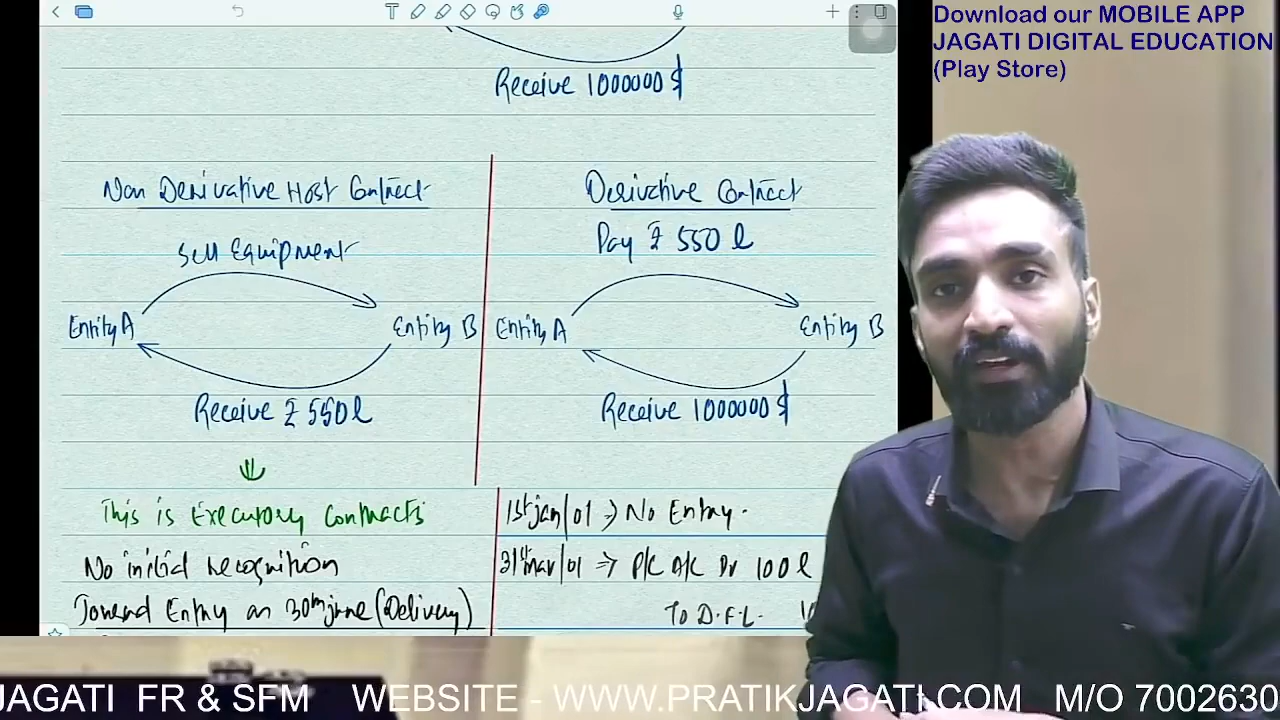 Download our MOBILE APP
JAGATI DIGITAL EDUCATION
(Play Store)
Receive 1000000 $
Non Derivative Host Contract
Derivative Contract
Sell Equipment
Pay ₹ 550 l
Entity A
Entity B
Entity A
Entity B
Receive ₹ 550 l
Receive 1000000 $
This is Executory Contracts
1st Jan/01 ⇒ No Entry.
No initial recognition
31st Mar/01 ⇒ P/L A/C Dr 100 l
Journal Entry on 30th June (Delivery)
To D.F.L.
JAGATI FR & SFM WEBSITE - WWW.PRATIKJAGATI.COM M/O 7002630